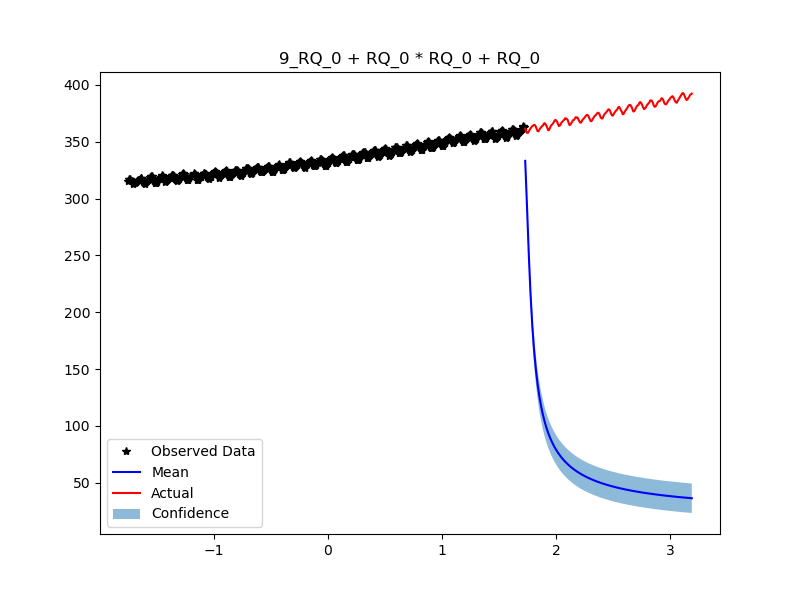 9_RQ_0 + RQ_0 * RQ_0 + RQ_0
400
350
300
250
200
150
100
50
−1
0
1
2
3
Observed Data
Mean
Actual
Confidence